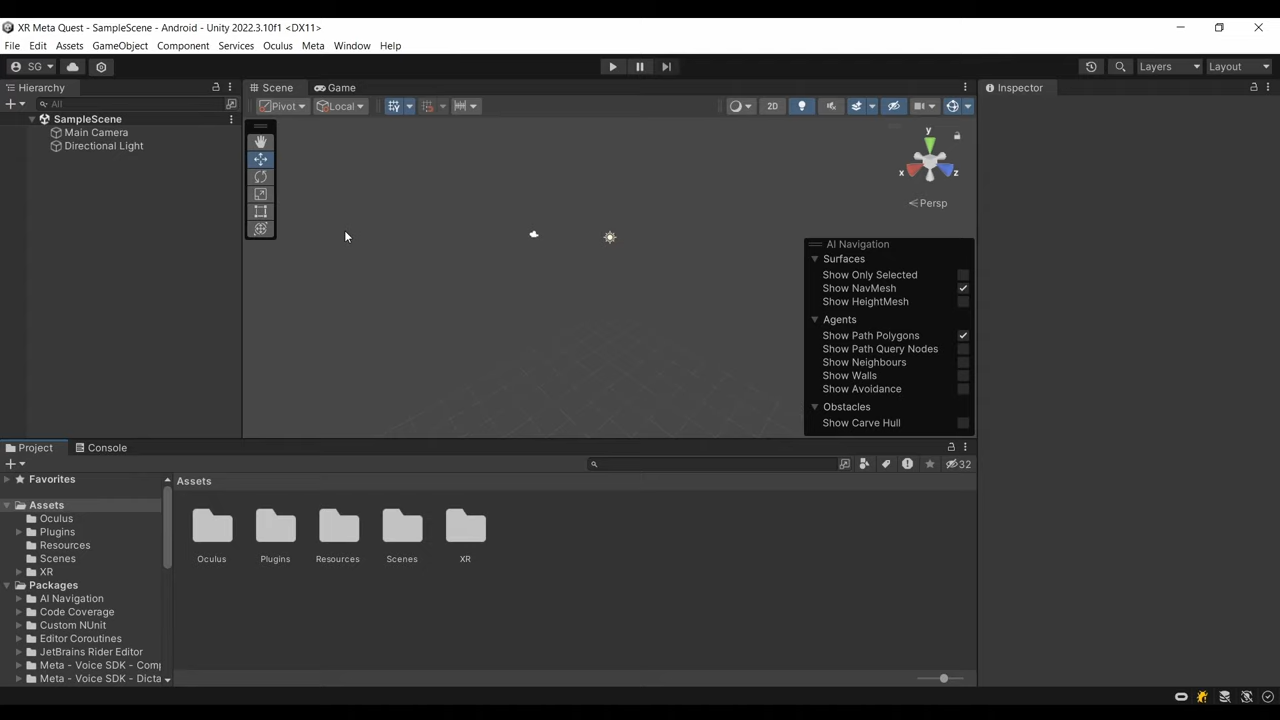 XR Meta Quest - SampleScene - Android - Unity 2022.3.10f1 <DX11>
File Edit Assets GameObject Component Services Oculus Meta Window Help
SG
Layers Layout
Hierarchy
All
SampleScene
Main Camera
Directional Light
Scene Game
Pivot Local
2D
y
x
z
Persp
AI Navigation
Surfaces
Show Only Selected
Show NavMesh
Show HeightMesh
Agents
Show Path Polygons
Show Path Query Nodes
Show Neighbours
Show Walls
Show Avoidance
Obstacles
Show Carve Hull
Inspector
Project Console
32
Favorites
Assets
Oculus
Plugins
Resources
Scenes
XR
Packages
AI Navigation
Code Coverage
Custom NUnit
Editor Coroutines
JetBrains Rider Editor
Meta - Voice SDK - Comp
Meta - Voice SDK - Dicta
Assets
Oculus Plugins Resources Scenes XR